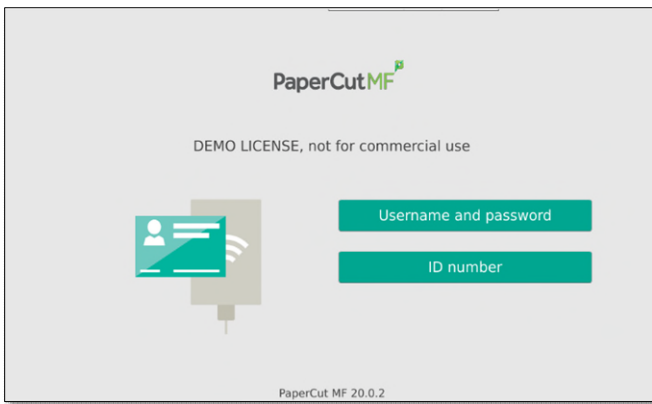 PaperCutMF
DEMO LICENSE, not for commercial use
Username and password
ID number
PaperCut MF 20.0.2